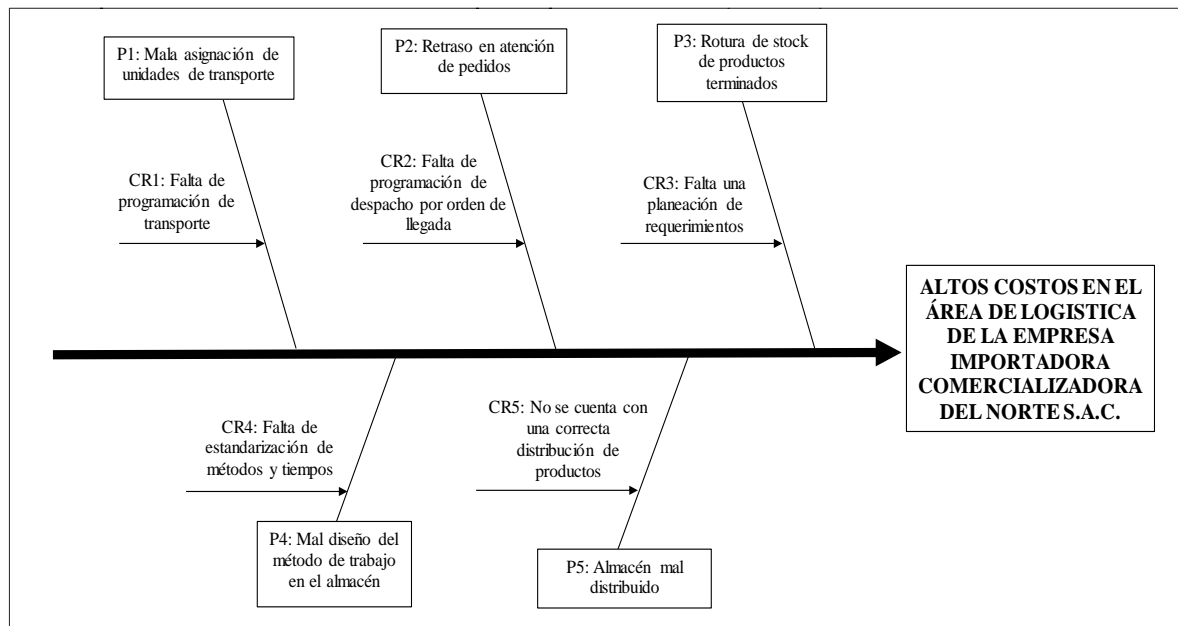 P1: Mala asignación de
unidades de transporte
P2: Retraso en atención
de pedidos
P3: Rotura de stock
de productos
terminados
CR1: Falta de
programación de
transporte
CR2: Falta de
programación de
despacho por orden de
llegada
CR3: Falta una
planeación de
requerimientos
ALTOS COSTOS EN EL
ÁREA DE LOGISTICA
DE LA EMPRESA
IMPORTADORA
COMERCIALIZADORA
DEL NORTE S.A.C.
CR4: Falta de
estandarización de
métodos y tiempos
CR5: No se cuenta con
una correcta
distribución de
productos
P4: Mal diseño del
método de trabajo
en el almacén
P5: Almacén mal
distribuido